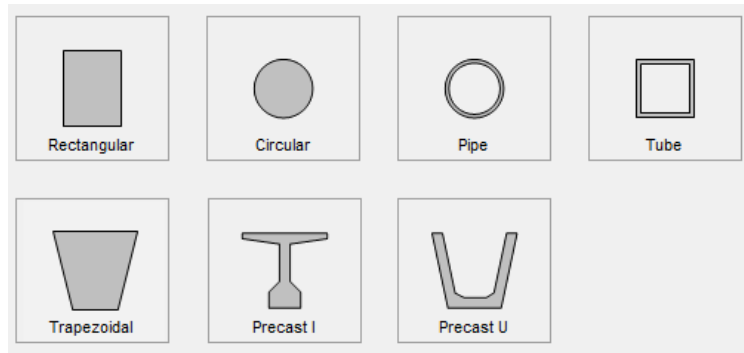 Rectangular
Circular
Pipe
Tube
Trapezoidal
Precast I
Precast U